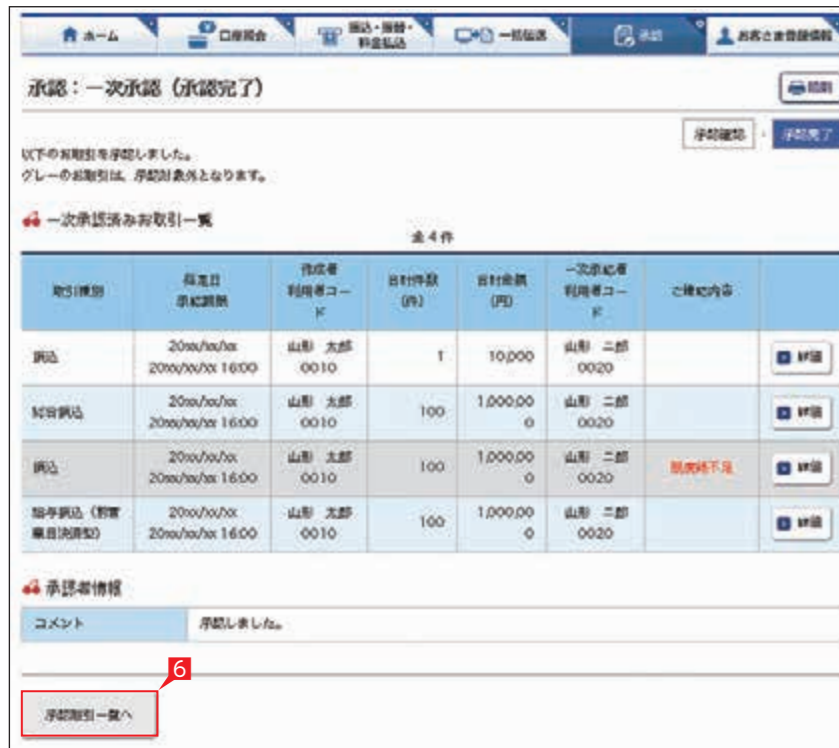 ホーム
口座照会
振込・振替・
料金払込
一括伝送
承認
お客さま登録情報
承認:一次承認(承認完了)
印刷
承認確認
承認完了
以下のお取引を承認しました。
グレーのお取引は、承認対象外となります。
一次承認済みお取引一覧
全4件
取引種別
指定日
承認期限
作成者
利用者コー
ド
合計件数
(件)
合計金額
(円)
一次承認者
利用者コー
ド
ご確認内容
振込
20xx/xx/xx
20xx/xx/xx 16:00
山形 太郎
0010
1
10,000
山形 二郎
0020
詳細
総合振込
20xx/xx/xx
20xx/xx/xx 16:00
山形 太郎
0010
100
1,000,00
0
山形 二郎
0020
詳細
振込
20xx/xx/xx
20xx/xx/xx 16:00
山形 太郎
0010
100
1,000,00
0
山形 二郎
0020
限度額不足
詳細
給与振込(前営
業日決済型)
20xx/xx/xx
20xx/xx/xx 16:00
山形 太郎
0010
100
1,000,00
0
山形 二郎
0020
詳細
承認者情報
コメント
承認しました。
6
承認取引一覧へ